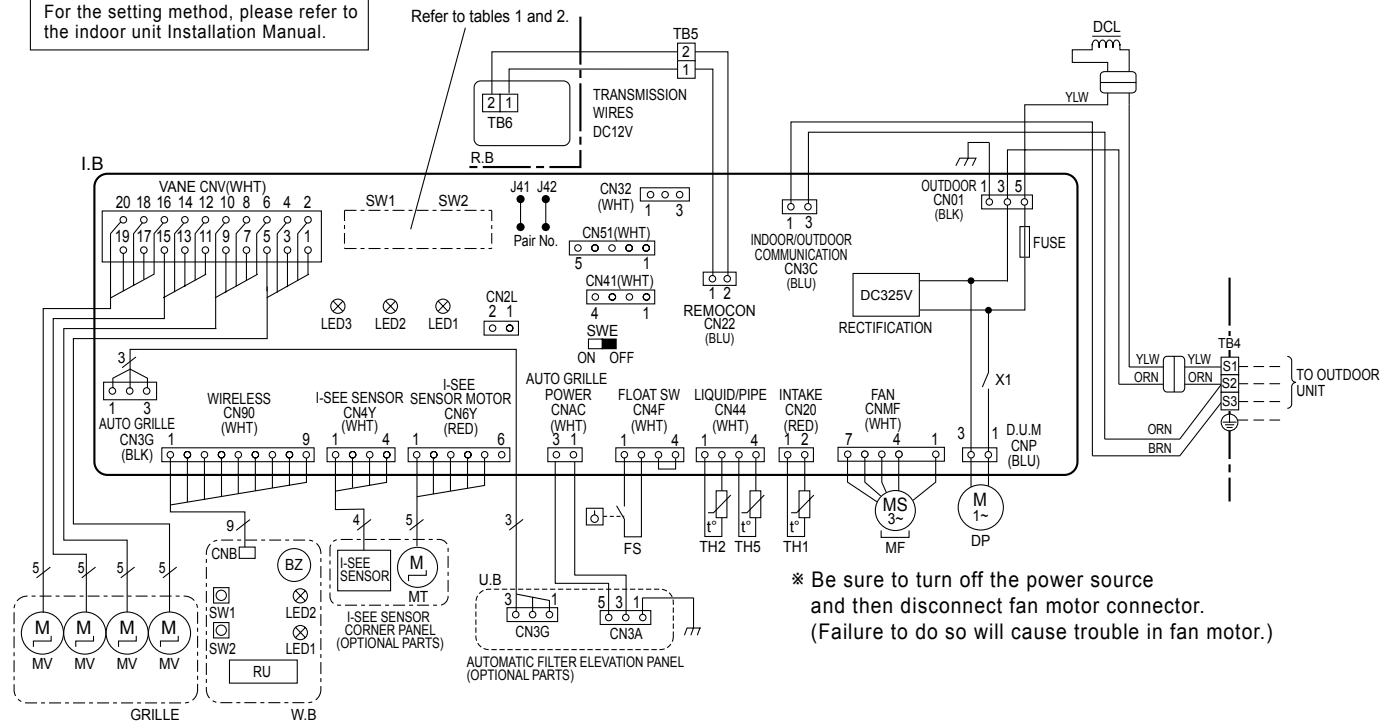 For the setting method, please refer to
the indoor unit Installation Manual.
Refer to tables 1 and 2.
TB5
2
1
DCL
YLW
2 1
TB6
TRANSMISSION
WIRES
DC12V
R.B
I.B
VANE CNV(WHT)
20 18 16 14 12 10 8 6 4 2
19 17 15 13 11 9 7 5 3 1
SW1 SW2
J41 J42
Pair No.
CN32
(WHT)
1 3
CN51(WHT)
5 1
CN41(WHT)
4 1
SWE
ON OFF
1 2
REMOCON
CN22
(BLU)
1 3
INDOOR/OUTDOOR
COMMUNICATION
CN3C
(BLU)
OUTDOOR 1 3 5
CN01
(BLK)
FUSE
DC325V
RECTIFICATION
X1
LED3 LED2 LED1
CN2L
2 1
3
1 3
AUTO GRILLE
CN3G
(BLK)
WIRELESS
CN90
(WHT)
1 9
I-SEE SENSOR
CN4Y
(WHT)
1 4
I-SEE
SENSOR MOTOR
CN6Y
(RED)
1 6
AUTO GRILLE
POWER
CNAC
(WHT)
3 1
FLOAT SW
CN4F
(WHT)
1 4
LIQUID/PIPE
CN44
(WHT)
1 4
INTAKE
CN20
(RED)
1 2
FAN
CNMF
(WHT)
7 4 1
3 1
D.U.M
CNP
(BLU)
TB4
YLW YLW S1
ORN ORN S2
S3
TO OUTDOOR
UNIT
ORN
BRN
5 5 5 5
M M M M
MV MV MV MV
GRILLE
9
CNB
BZ
SW1
SW2
LED2
LED1
RU
W.B
4
I-SEE
SENSOR
5
M
MT
I-SEE SENSOR
CORNER PANEL
(OPTIONAL PARTS)
3
U.B
3 1
CN3G
5 3 1
CN3A
AUTOMATIC FILTER ELEVATION PANEL
(OPTIONAL PARTS)
FS
t° t° t°
TH2 TH5 TH1
MS
3~
MF
M
1~
DP
※ Be sure to turn off the power source
and then disconnect fan motor connector.
(Failure to do so will cause trouble in fan motor.)